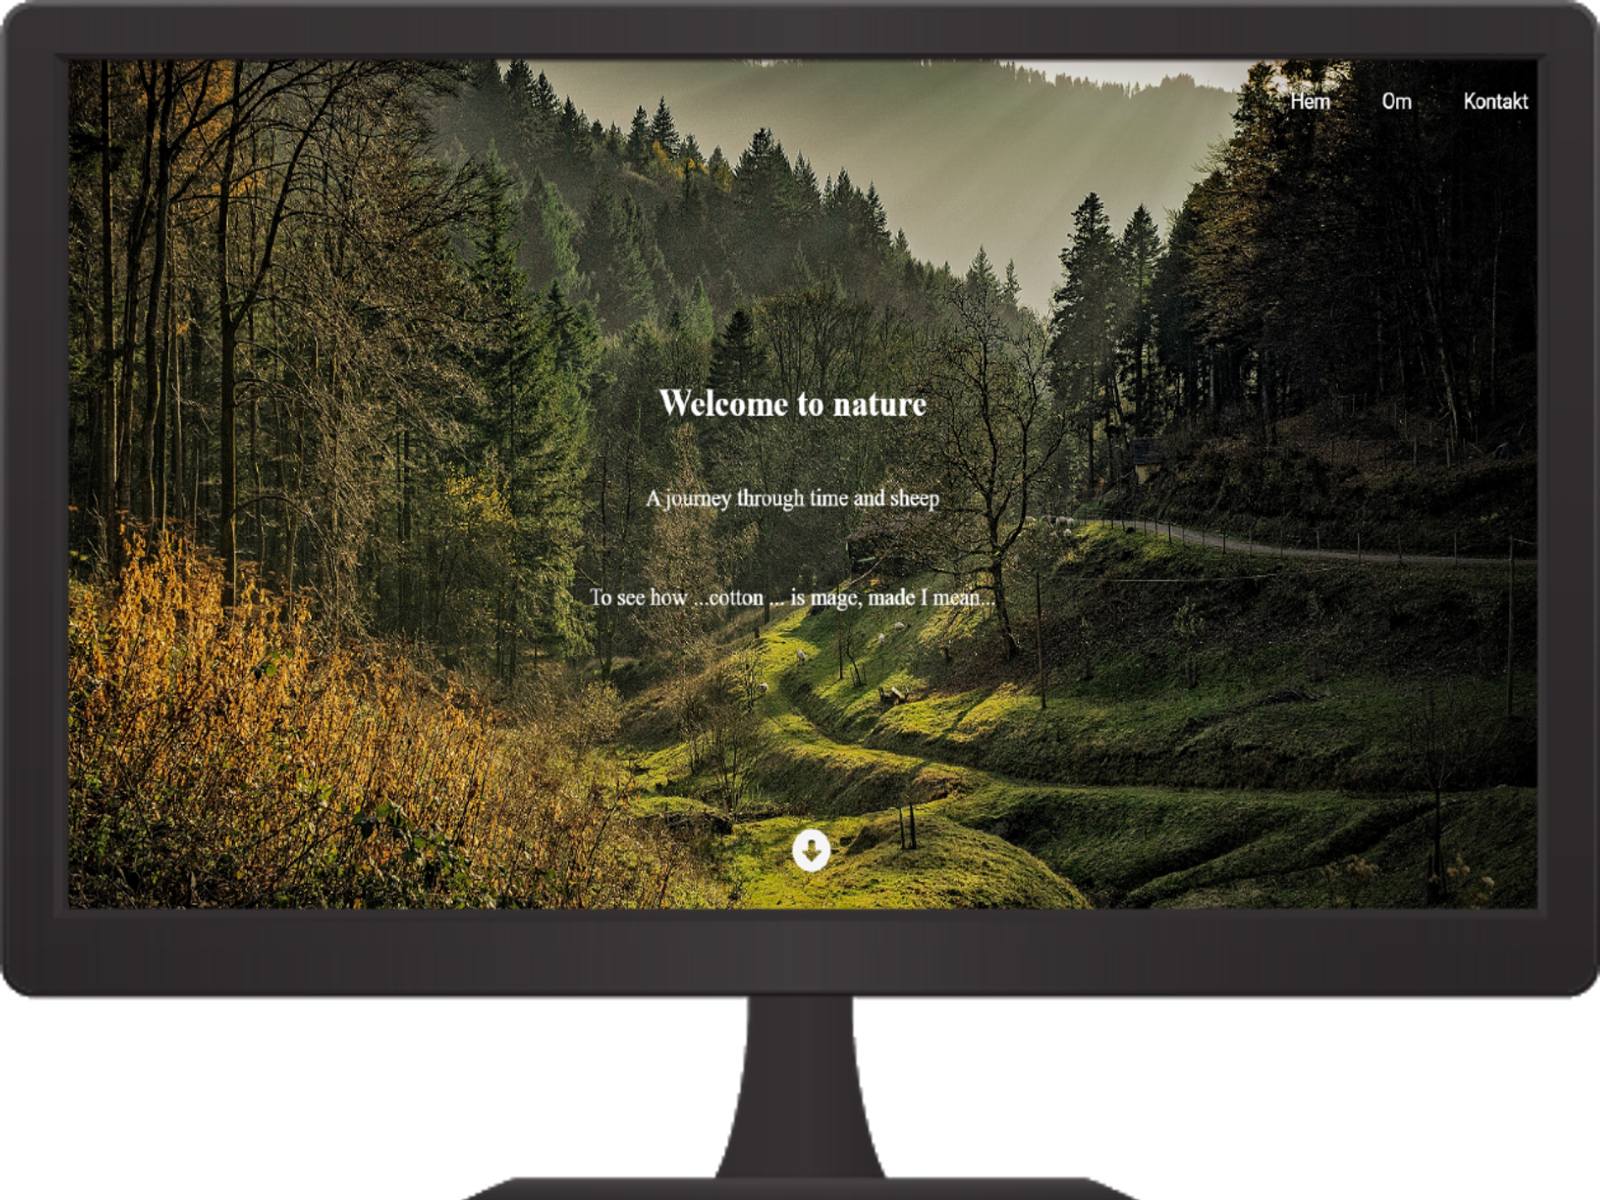 Hem Om Kontakt
Welcome to nature
A journey through time and sheep
To see how ...cotton ... is mage, made I mean...